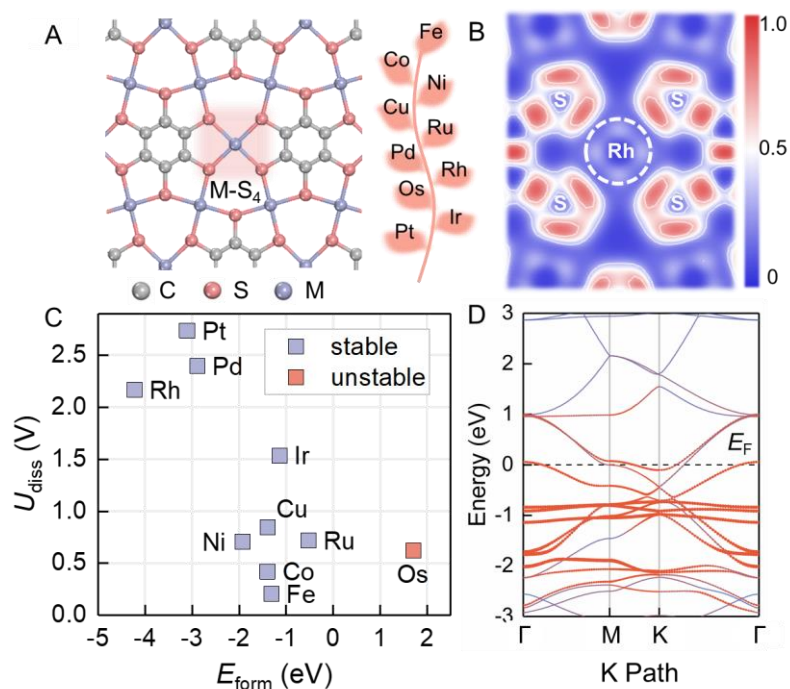 A
M-S4
C S M
Fe
Co
Ni
Cu
Ru
Pd
Rh
Os
Ir
Pt
B
S S
Rh
S S
1.0
0.5
0
C
Pt
Pd
Rh
stable
unstable
Ir
Cu
Ni
Ru
Co
Os
Fe
2.5
2.0
1.5
1.0
0.5
0.0
Udiss (V)
-5 -4 -3 -2 -1 0 1 2
Eform (eV)
D
3
2
1
0
-1
-2
-3
Energy (eV)
EF
Γ M K Γ
K Path